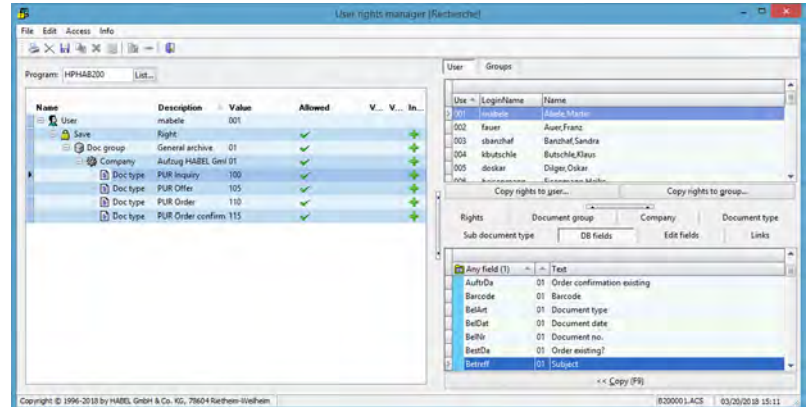 User rights manager [Recherche]
File Edit Access Info
Program: HPHAB200 List...
Name Description Value Allowed V... V... In...
User mabele 001
Save Right
Doc group General archive 01
Company Aufzug HABEL Gml 01
Doc type PUR Inquiry 100
Doc type PUR Offer 105
Doc type PUR Order 110
Doc type PUR Order confirm 115
User Groups
Use LoginName Name
001 mabele Abele,Martin
002 fauer Auer,Franz
003 sbanzhaf Banzhaf,Sandra
004 kbutschle Butschle,Klaus
005 doskar Dilger,Oskar
006
Copy rights to user... Copy rights to group...
Rights Document group Company Document type
Sub document type DB fields Edit fields Links
Any field (1) Text
AuftrDa 01 Order confirmation existing
Barcode 01 Barcode
BelArt 01 Document type
BelDat 01 Document date
BelNr 01 Document no.
BestDa 01 Order existing?
Betreff 01 Subject
<< Copy (F9)
Copyright © 1996-2018 by HABEL GmbH & Co. KG, 78604 Rietheim-Weilheim B200001.ACS 03/20/2018 15:11